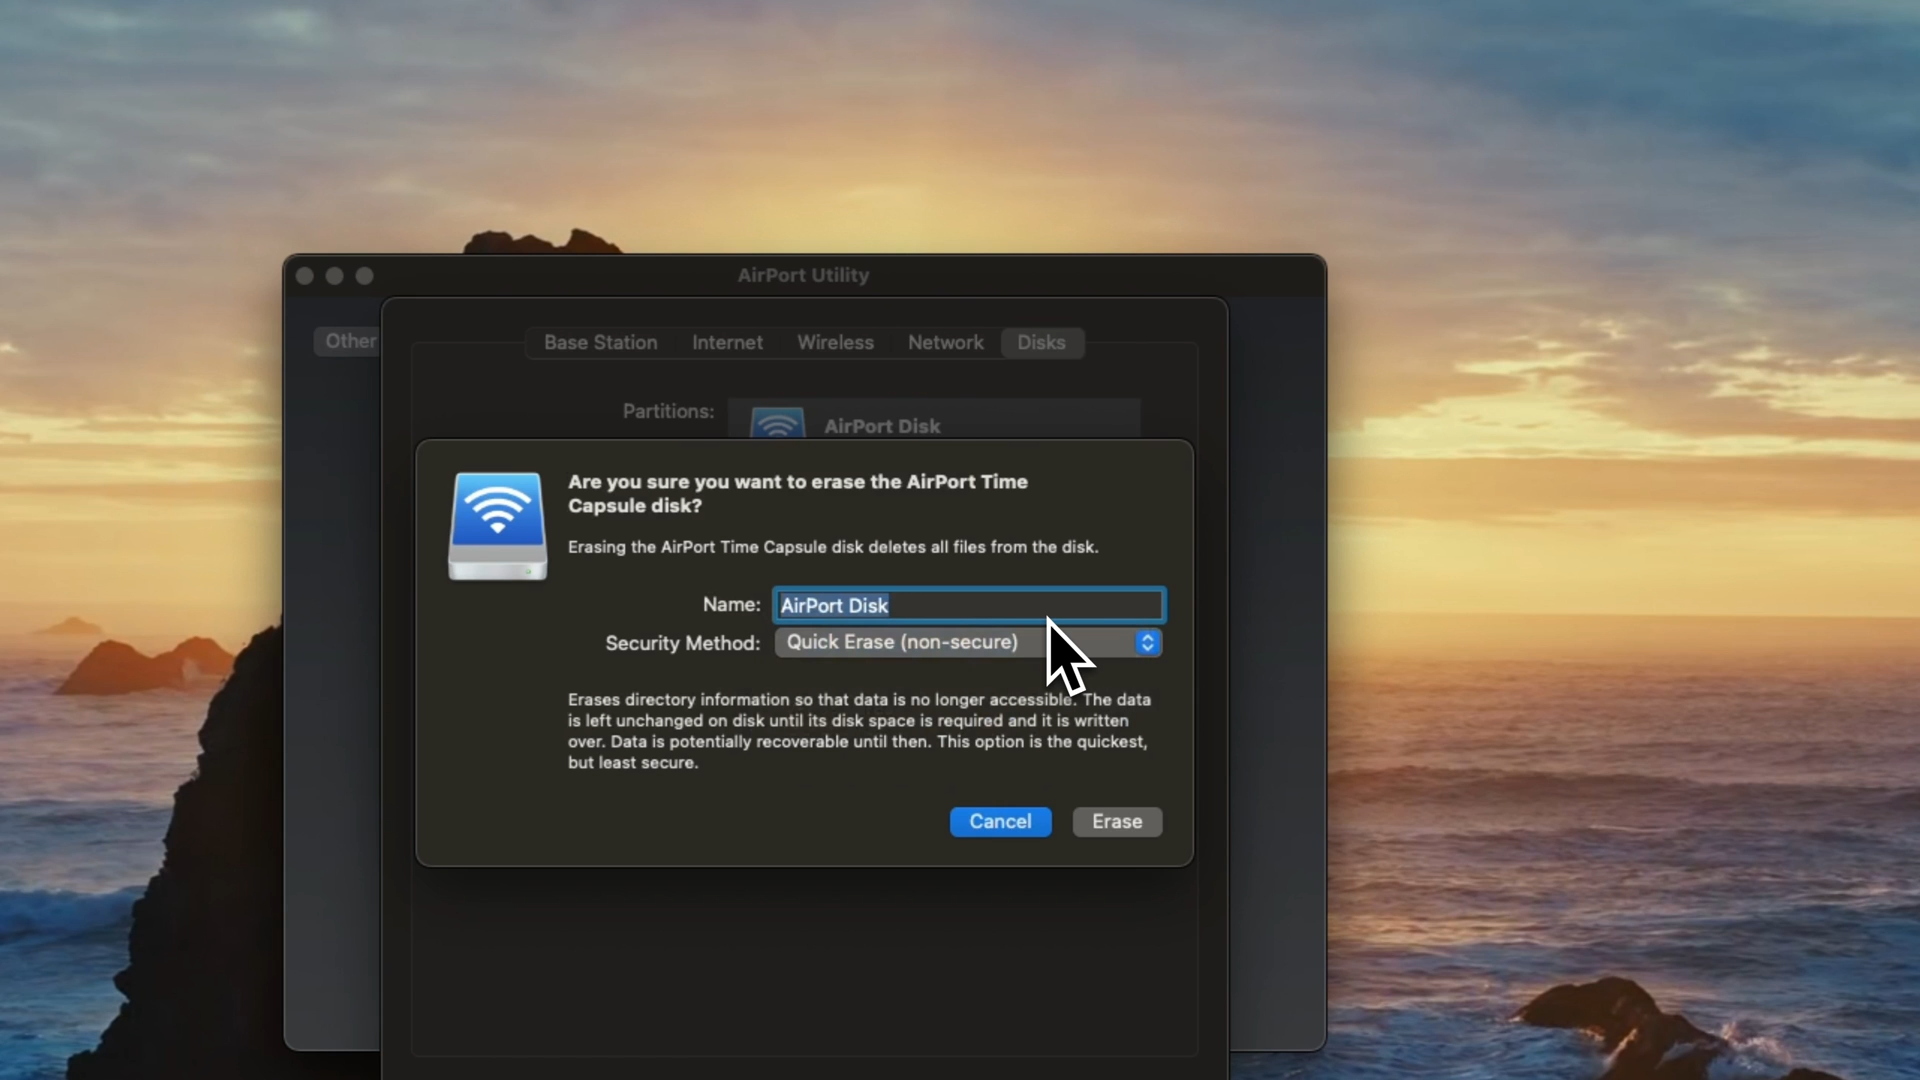 AirPort Utility
Other
Base Station Internet Wireless Network Disks
Partitions:
AirPort Disk
Are you sure you want to erase the AirPort Time
Capsule disk?
Erasing the AirPort Time Capsule disk deletes all files from the disk.
Name: AirPort Disk
Security Method: Quick Erase (non-secure)
Erases directory information so that data is no longer accessible. The data
is left unchanged on disk until its disk space is required and it is written
over. Data is potentially recoverable until then. This option is the quickest,
but least secure.
Cancel Erase